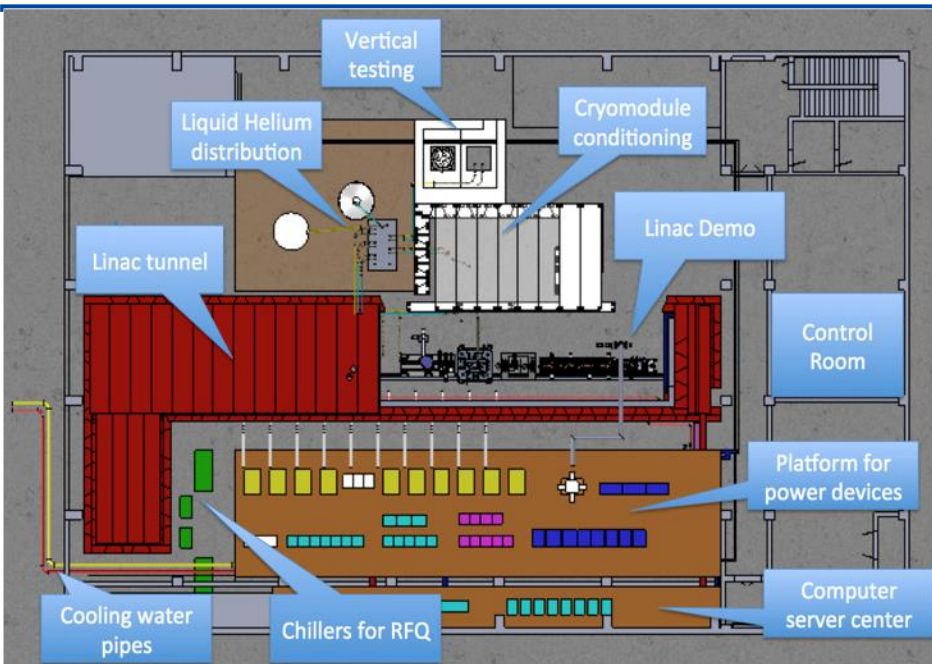 Vertical
testing
Liquid Helium
distribution
Cryomodule
conditioning
Linac tunnel
Linac Demo
Control
Room
Platform for
power devices
Cooling water
pipes
Chillers for RFQ
Computer
server center